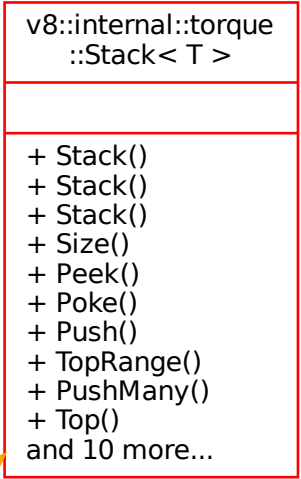 v8::internal::torque
::Stack< T >
+ Stack()
+ Stack()
+ Stack()
+ Size()
+ Peek()
+ Poke()
+ Push()
+ TopRange()
+ PushMany()
+ Top()
and 10 more...